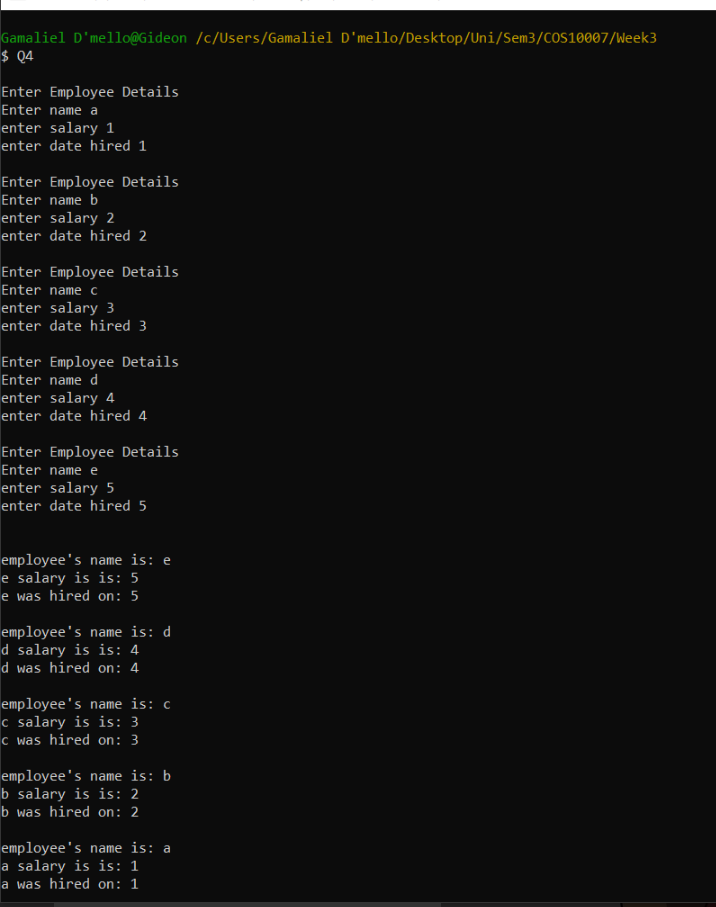 Gamaliel D'mello@Gideon /c/Users/Gamaliel D'mello/Desktop/Uni/Sem3/COS10007/Week3
$ Q4
Enter Employee Details
Enter name a
enter salary 1
enter date hired 1
Enter Employee Details
Enter name b
enter salary 2
enter date hired 2
Enter Employee Details
Enter name c
enter salary 3
enter date hired 3
Enter Employee Details
Enter name d
enter salary 4
enter date hired 4
Enter Employee Details
Enter name e
enter salary 5
enter date hired 5
employee's name is: e
e salary is is: 5
e was hired on: 5
employee's name is: d
d salary is is: 4
d was hired on: 4
employee's name is: c
c salary is is: 3
c was hired on: 3
employee's name is: b
b salary is is: 2
b was hired on: 2
employee's name is: a
a salary is is: 1
a was hired on: 1